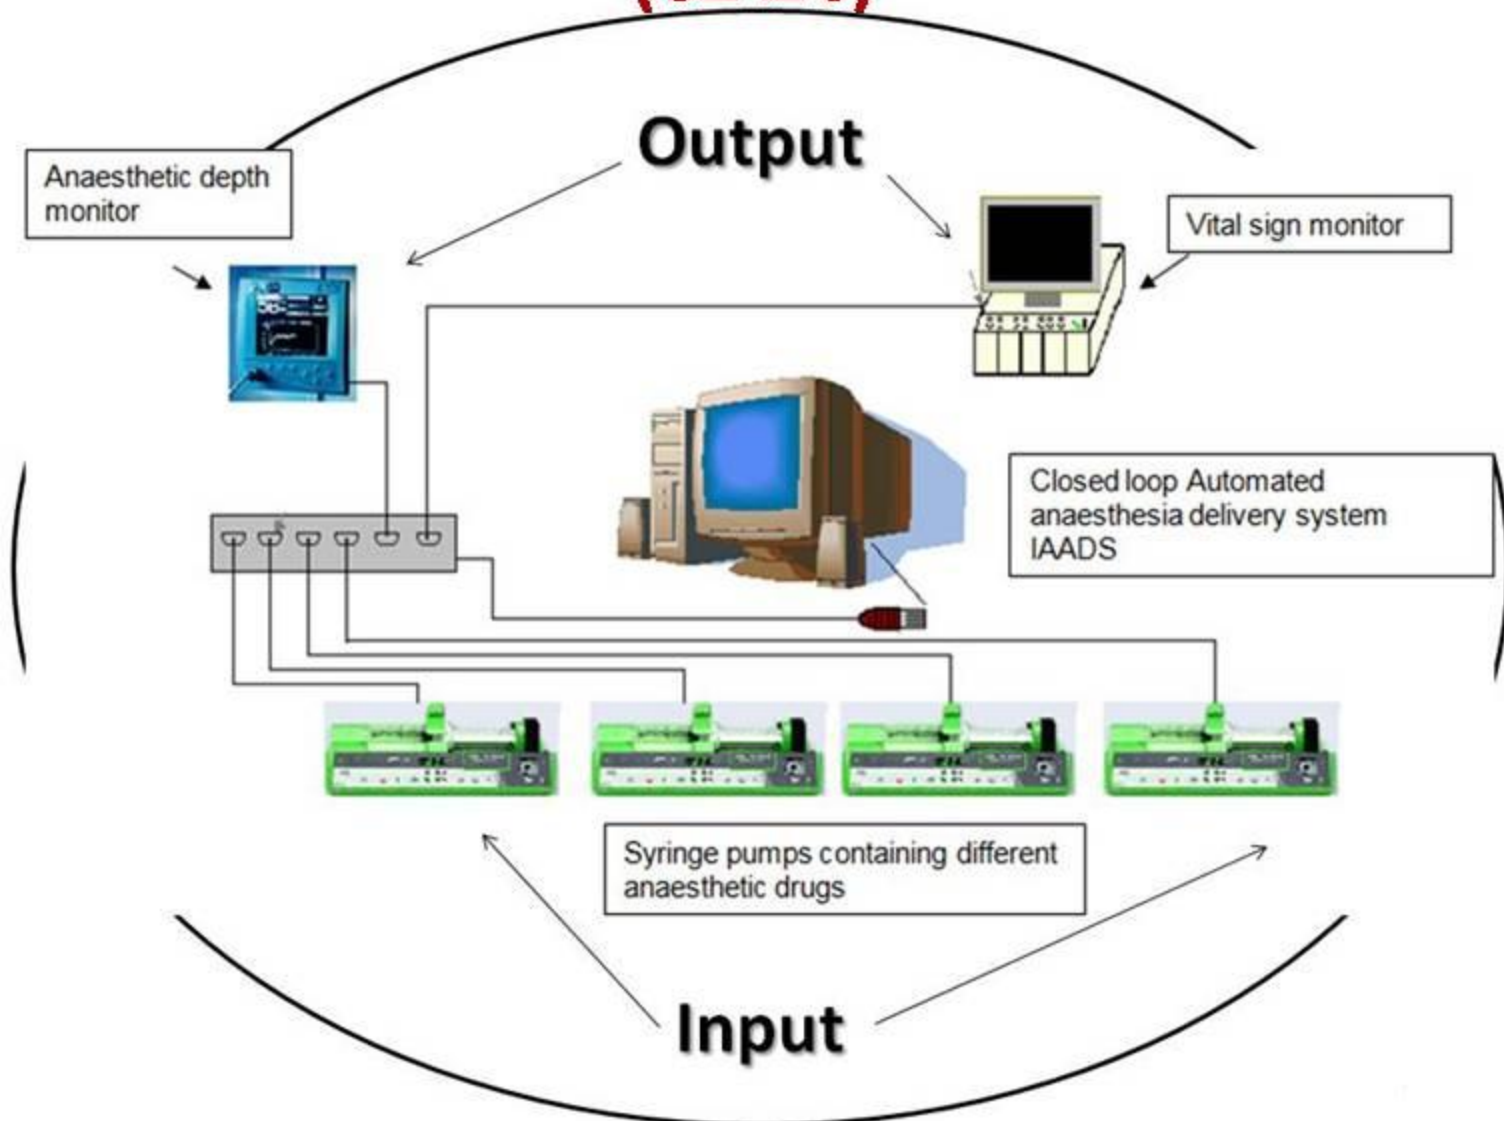 Output
Anaesthetic depth
monitor
Vital sign monitor
Closed loop Automated
anaesthesia delivery system
IAADS
Syringe pumps containing different
anaesthetic drugs
Input